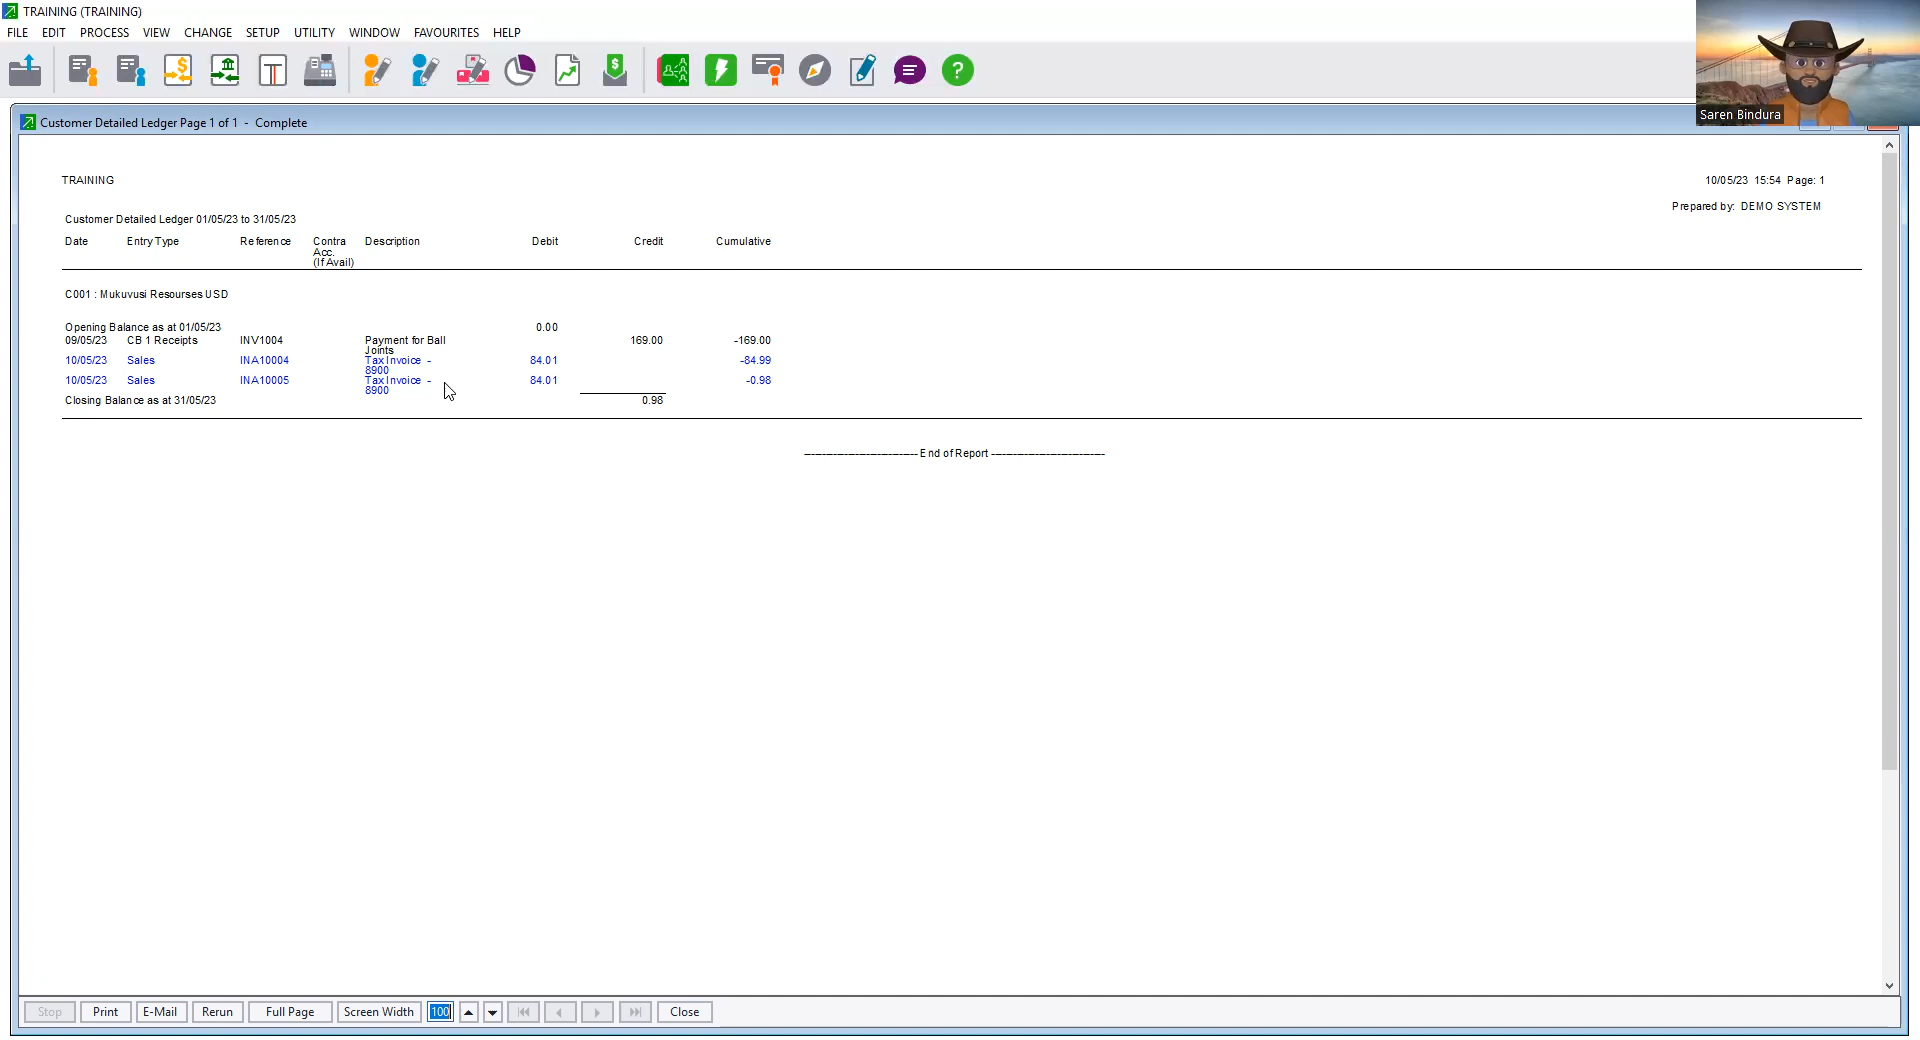 TRAINING (TRAINING)
FILE EDIT PROCESS VIEW CHANGE SETUP UTILITY WINDOW FAVOURITES HELP
Saren Bindura
Customer Detailed Ledger Page 1 of 1 - Complete
TRAINING
10/05/23 15:54 Page: 1
Prepared by: DEMO SYSTEM
Customer Detailed Ledger 01/05/23 to 31/05/23
Date Entry Type Reference Contra Description Debit Credit Cumulative
Acc.
(If Avail)
C001 : Mukuvusi Resourses USD
Opening Balance as at 01/05/23 0.00
09/05/23 CB 1 Receipts INV1004 Payment for Ball 169.00 -169.00
Joints
10/05/23 Sales INA10004 Tax Invoice - 84.01 -84.99
8900
10/05/23 Sales INA10005 Tax Invoice - 84.01 -0.98
8900
Closing Balance as at 31/05/23 0.98
End of Report
Stop Print E-Mail Rerun Full Page Screen Width 100 Close